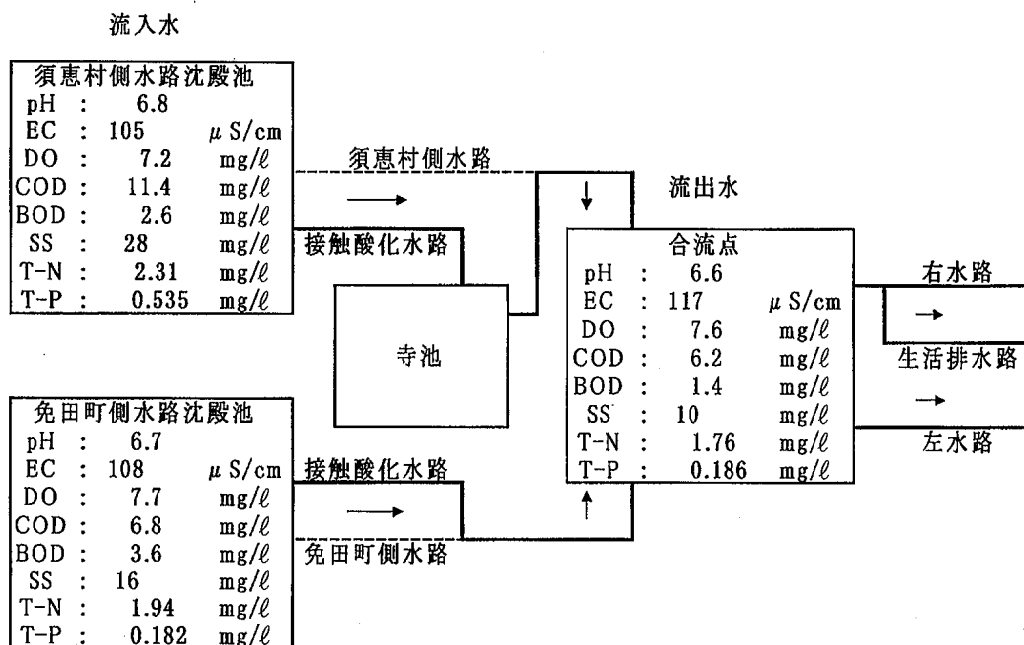 流入水
須恵村側水路沈殿池
pH : 6.8
EC : 105 μS/cm
DO : 7.2 mg/ℓ
COD : 11.4 mg/ℓ
BOD : 2.6 mg/ℓ
SS : 28 mg/ℓ
T-N : 2.31 mg/ℓ
T-P : 0.535 mg/ℓ
須恵村側水路
接触酸化水路
寺池
免田町側水路沈殿池
pH : 6.7
EC : 108 μS/cm
DO : 7.7 mg/ℓ
COD : 6.8 mg/ℓ
BOD : 3.6 mg/ℓ
SS : 16 mg/ℓ
T-N : 1.94 mg/ℓ
T-P : 0.182 mg/ℓ
接触酸化水路
免田町側水路
流出水
合流点
pH : 6.6
EC : 117 μS/cm
DO : 7.6 mg/ℓ
COD : 6.2 mg/ℓ
BOD : 1.4 mg/ℓ
SS : 10 mg/ℓ
T-N : 1.76 mg/ℓ
T-P : 0.186 mg/ℓ
右水路
生活排水路
左水路